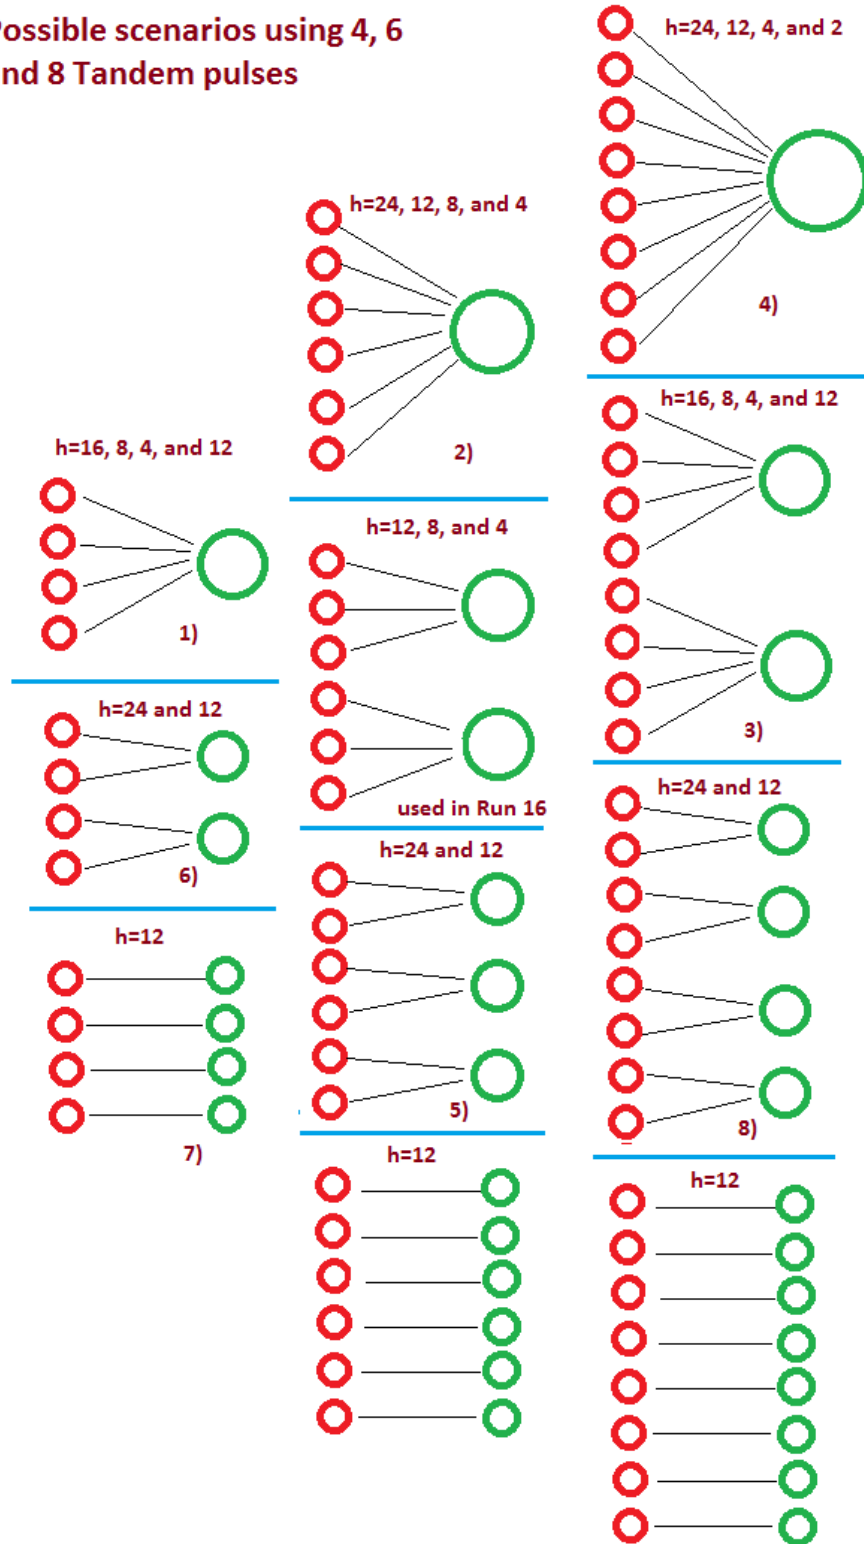 ossible scenarios using 4, 6
nd 8 Tandem pulses
h=16, 8, 4, and 12
1)
h=24 and 12
6)
h=12
7)
h=24, 12, 8, and 4
2)
h=12, 8, and 4
used in Run 16
h=24 and 12
5)
h=12
h=24, 12, 4, and 2
4)
h=16, 8, 4, and 12
3)
h=24 and 12
8)
h=12